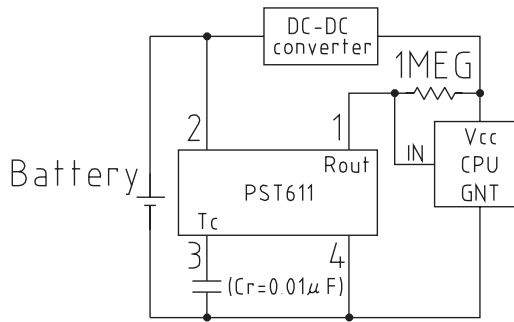 DC-DC
converter
1MEG
2
1
Rout
IN
Vcc
CPU
GNT
Battery
PST611
Tc
3
4
(Cr=0.01μF)